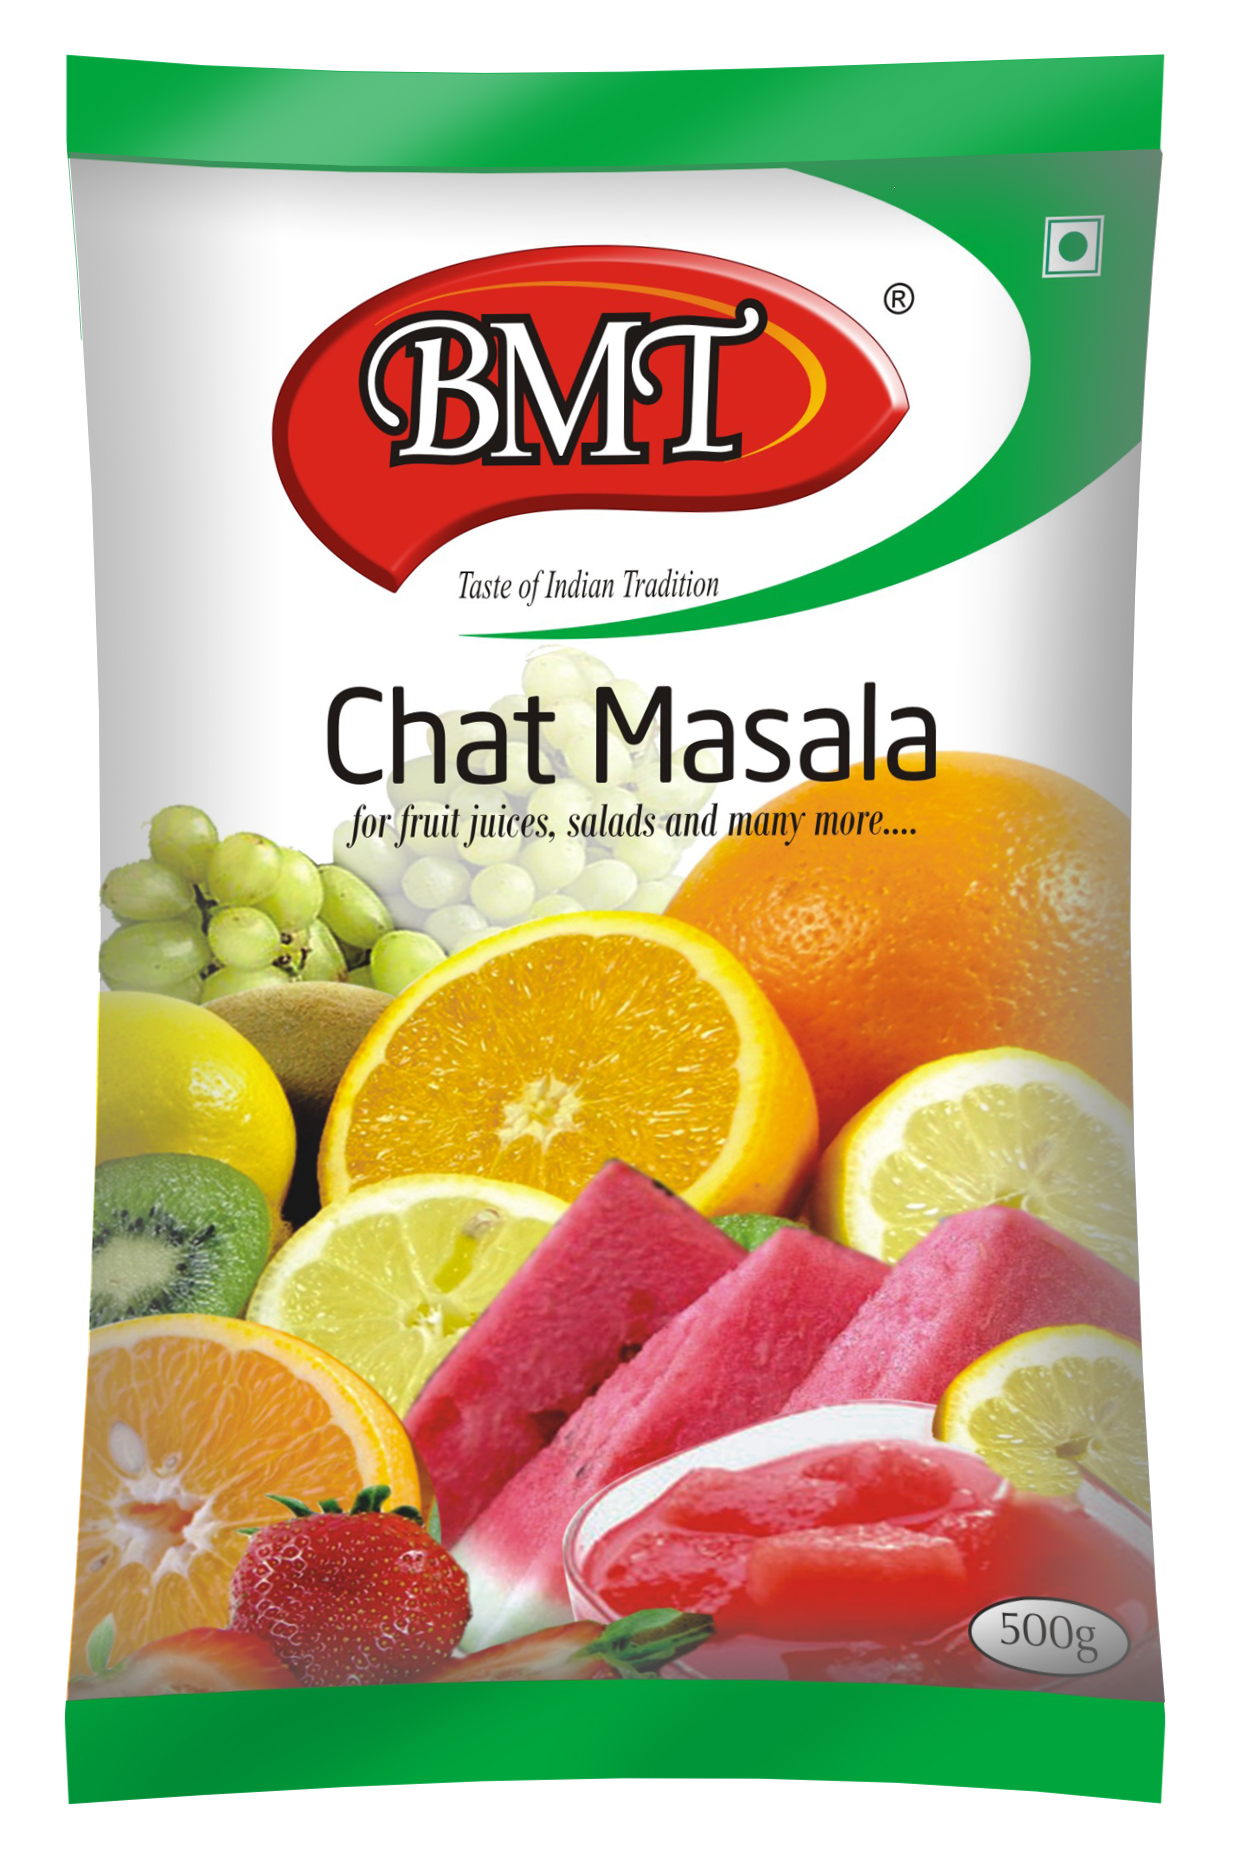 BMT
®
Taste of Indian Tradition
Chat Masala
for fruit juices, salads and many more....
500g